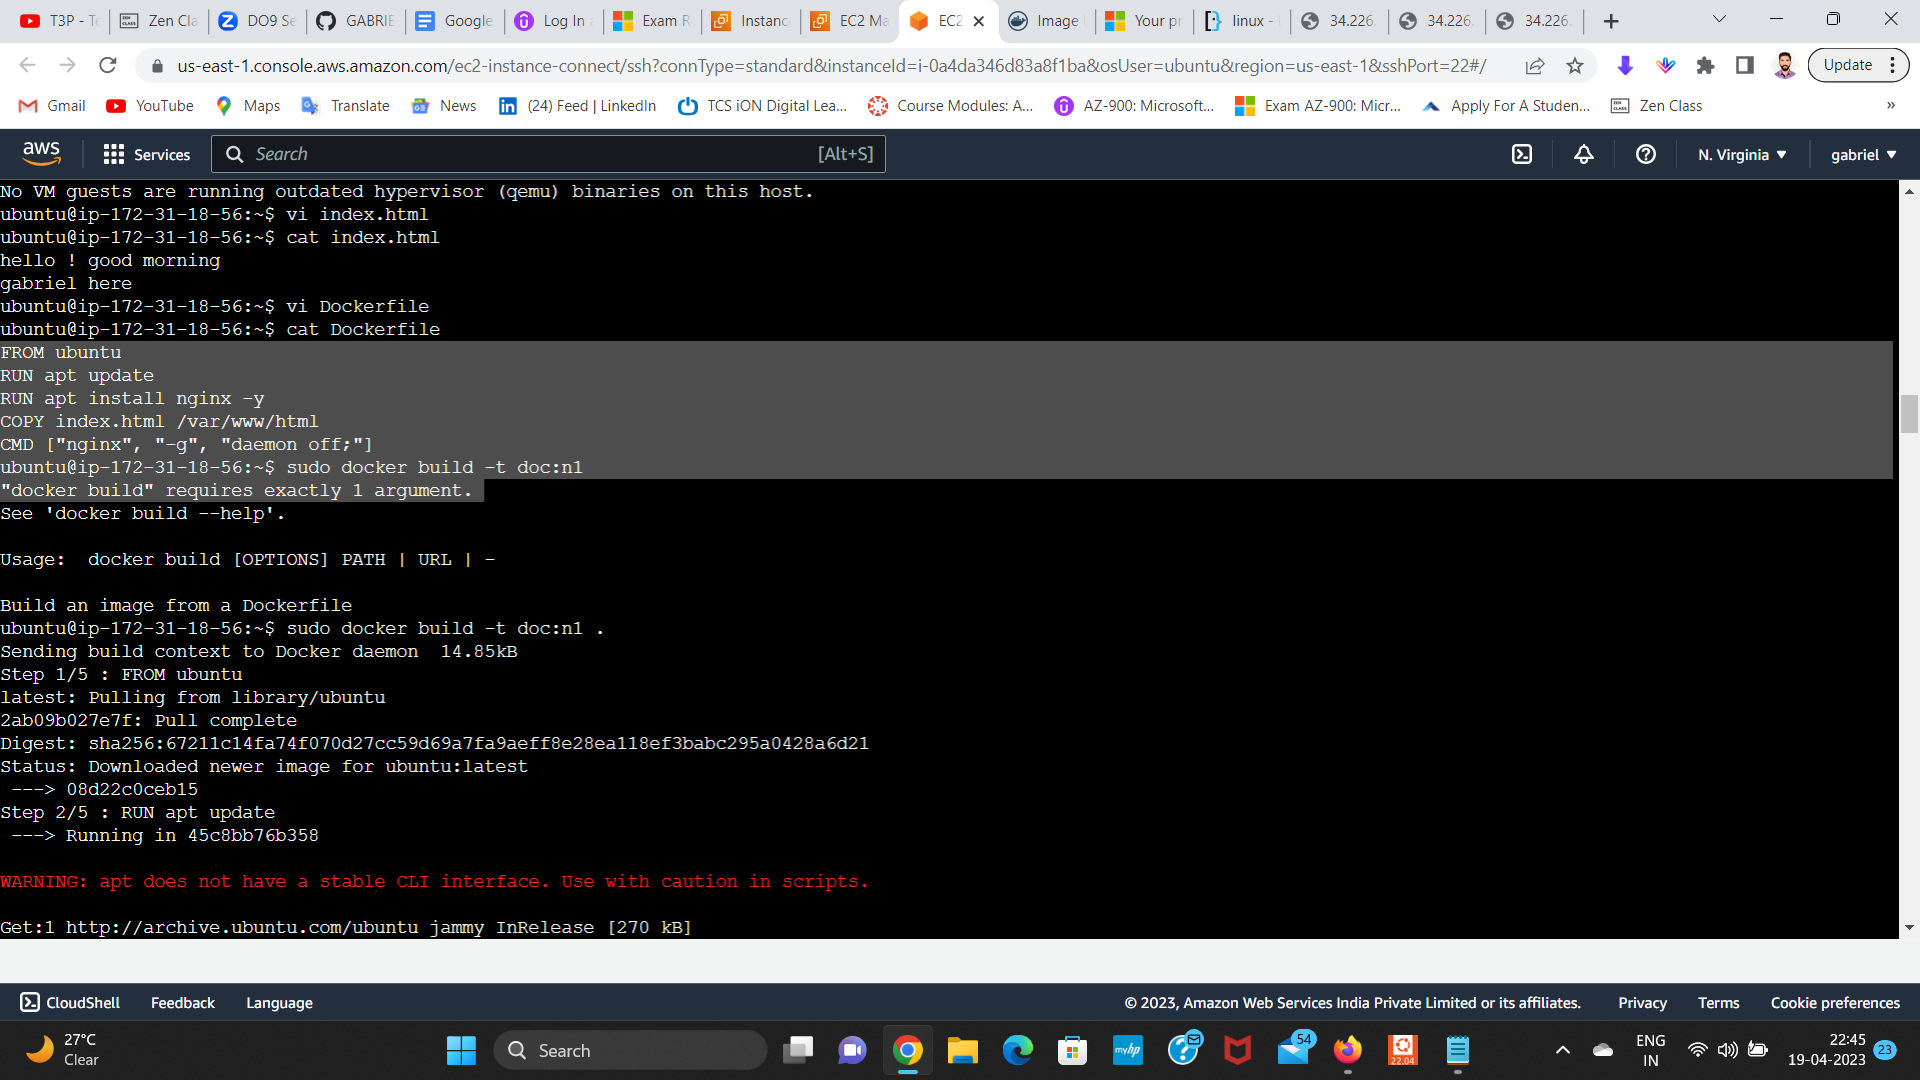 T3P - Te
Zen Cla
DO9 Se
GABRIE
Google
Log In
Exam R
Instanc
EC2 Ma
EC2
Image
Your pr
linux -
34.226.
34.226.
34.226.
us-east-1.console.aws.amazon.com/ec2-instance-connect/ssh?connType=standard&instanceId=i-0a4da346d83a8f1ba&osUser=ubuntu&region=us-east-1&sshPort=22#/
Update
Gmail
YouTube
Maps
Translate
News
(24) Feed | LinkedIn
TCS iON Digital Lea...
Course Modules: A...
AZ-900: Microsoft...
Exam AZ-900: Micr...
Apply For A Studen...
Zen Class
»
aws
Services
Search
[Alt+S]
N. Virginia
gabriel
No VM guests are running outdated hypervisor (qemu) binaries on this host.
ubuntu@ip-172-31-18-56:~$ vi index.html
ubuntu@ip-172-31-18-56:~$ cat index.html
hello ! good morning
gabriel here
ubuntu@ip-172-31-18-56:~$ vi Dockerfile
ubuntu@ip-172-31-18-56:~$ cat Dockerfile
FROM ubuntu
RUN apt update
RUN apt install nginx -y
COPY index.html /var/www/html
CMD ["nginx", "-g", "daemon off;"]
ubuntu@ip-172-31-18-56:~$ sudo docker build -t doc:n1
"docker build" requires exactly 1 argument.
See 'docker build --help'.
Usage:  docker build [OPTIONS] PATH | URL | -
Build an image from a Dockerfile
ubuntu@ip-172-31-18-56:~$ sudo docker build -t doc:n1 .
Sending build context to Docker daemon  14.85kB
Step 1/5 : FROM ubuntu
latest: Pulling from library/ubuntu
2ab09b027e7f: Pull complete
Digest: sha256:67211c14fa74f070d27cc59d69a7fa9aeff8e28ea118ef3babc295a0428a6d21
Status: Downloaded newer image for ubuntu:latest
 ---> 08d22c0ceb15
Step 2/5 : RUN apt update
 ---> Running in 45c8bb76b358
WARNING: apt does not have a stable CLI interface. Use with caution in scripts.
Get:1 http://archive.ubuntu.com/ubuntu jammy InRelease [270 kB]
CloudShell
Feedback
Language
© 2023, Amazon Web Services India Private Limited or its affiliates.
Privacy
Terms
Cookie preferences
27°C
Clear
Search
myhp
54
22.04
ENG
IN
22:45
19-04-2023
23